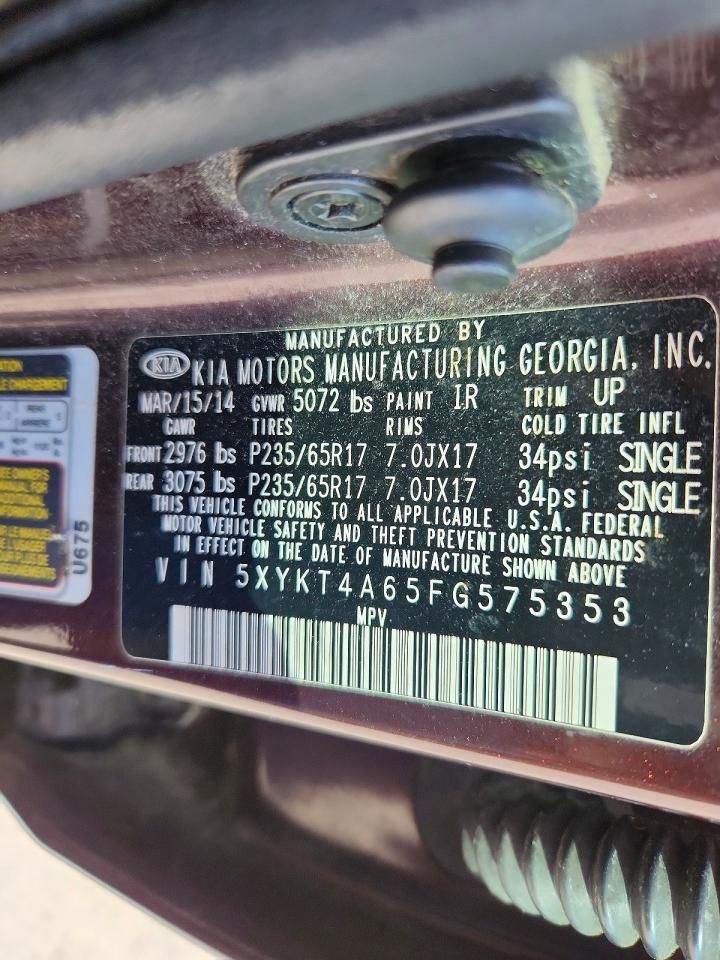 MANUFACTURED BY
KIA KIA MOTORS MANUFACTURING GEORGIA, INC.
MAR/15/14 GVWR 5072 lbs PAINT IR TRIM UP
GAWR TIRES RIMS COLD TIRE INFL
FRONT 2976 lbs P235/65R17 7.0JX17 34psi SINGLE
REAR 3075 lbs P235/65R17 7.0JX17 34psi SINGLE
THIS VEHICLE CONFORMS TO ALL APPLICABLE U.S.A. FEDERAL
MOTOR VEHICLE SAFETY AND THEFT PREVENTION STANDARDS
IN EFFECT ON THE DATE OF MANUFACTURE SHOWN ABOVE
VIN 5XYKT4A65FG575353
MPV
U675